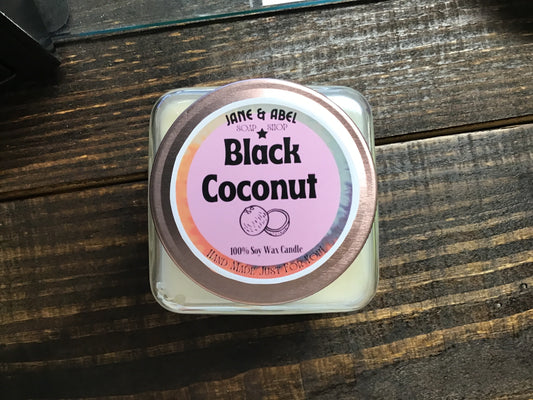 JANE & ABEL
SOAP SHOP
Black
Coconut
100% Soy Wax Candle
Hand-Made Just For You!